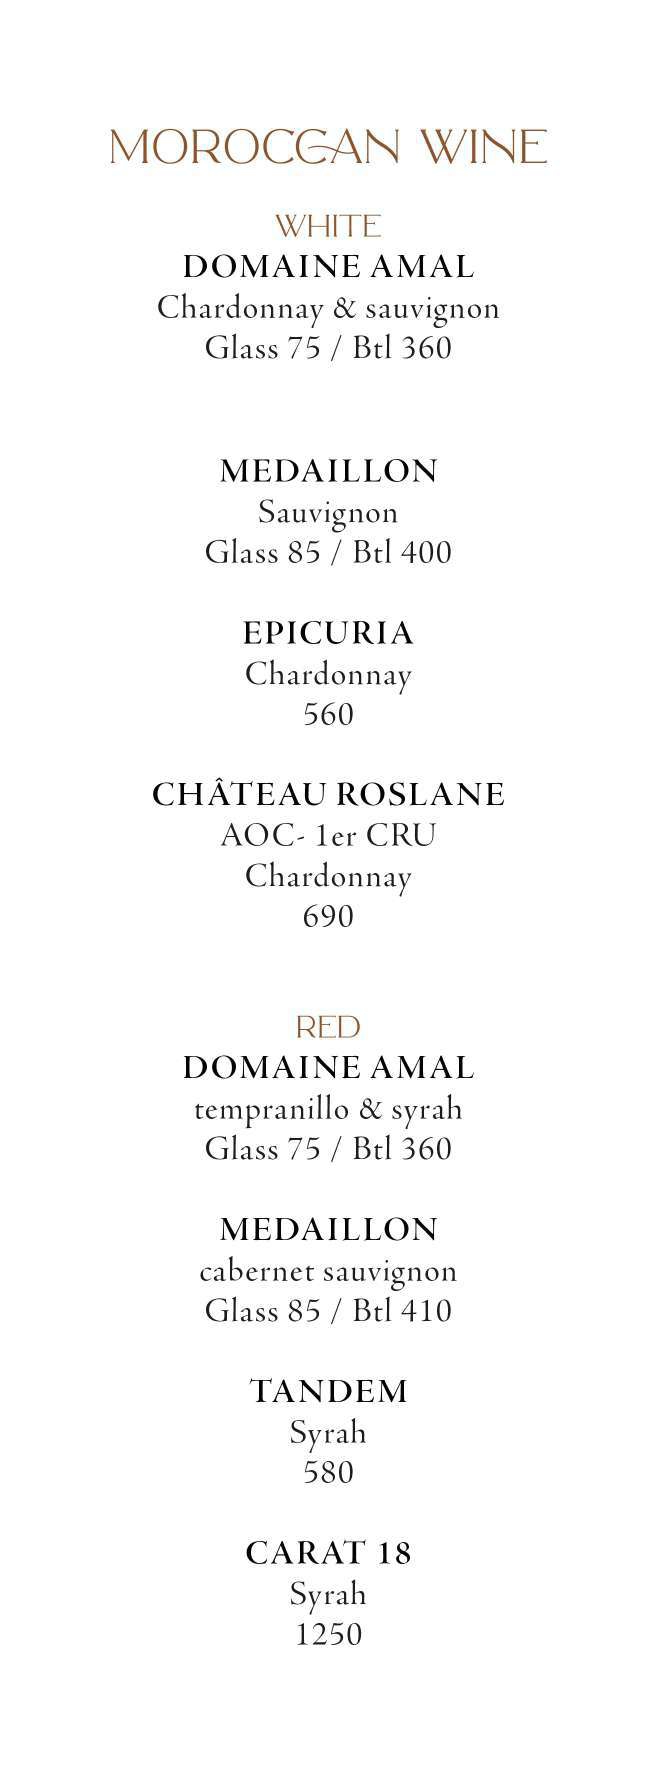 MOROCCAN WINE
WHITE
DOMAINE AMAL
Chardonnay & sauvignon
Glass 75 / Btl 360
MEDAILLON
Sauvignon
Glass 85 / Btl 400
EPICURIA
Chardonnay
560
CHÂTEAU ROSLANE
AOC- 1er CRU
Chardonnay
690
RED
DOMAINE AMAL
tempranillo & syrah
Glass 75 / Btl 360
MEDAILLON
cabernet sauvignon
Glass 85 / Btl 410
TANDEM
Syrah
580
CARAT 18
Syrah
1250